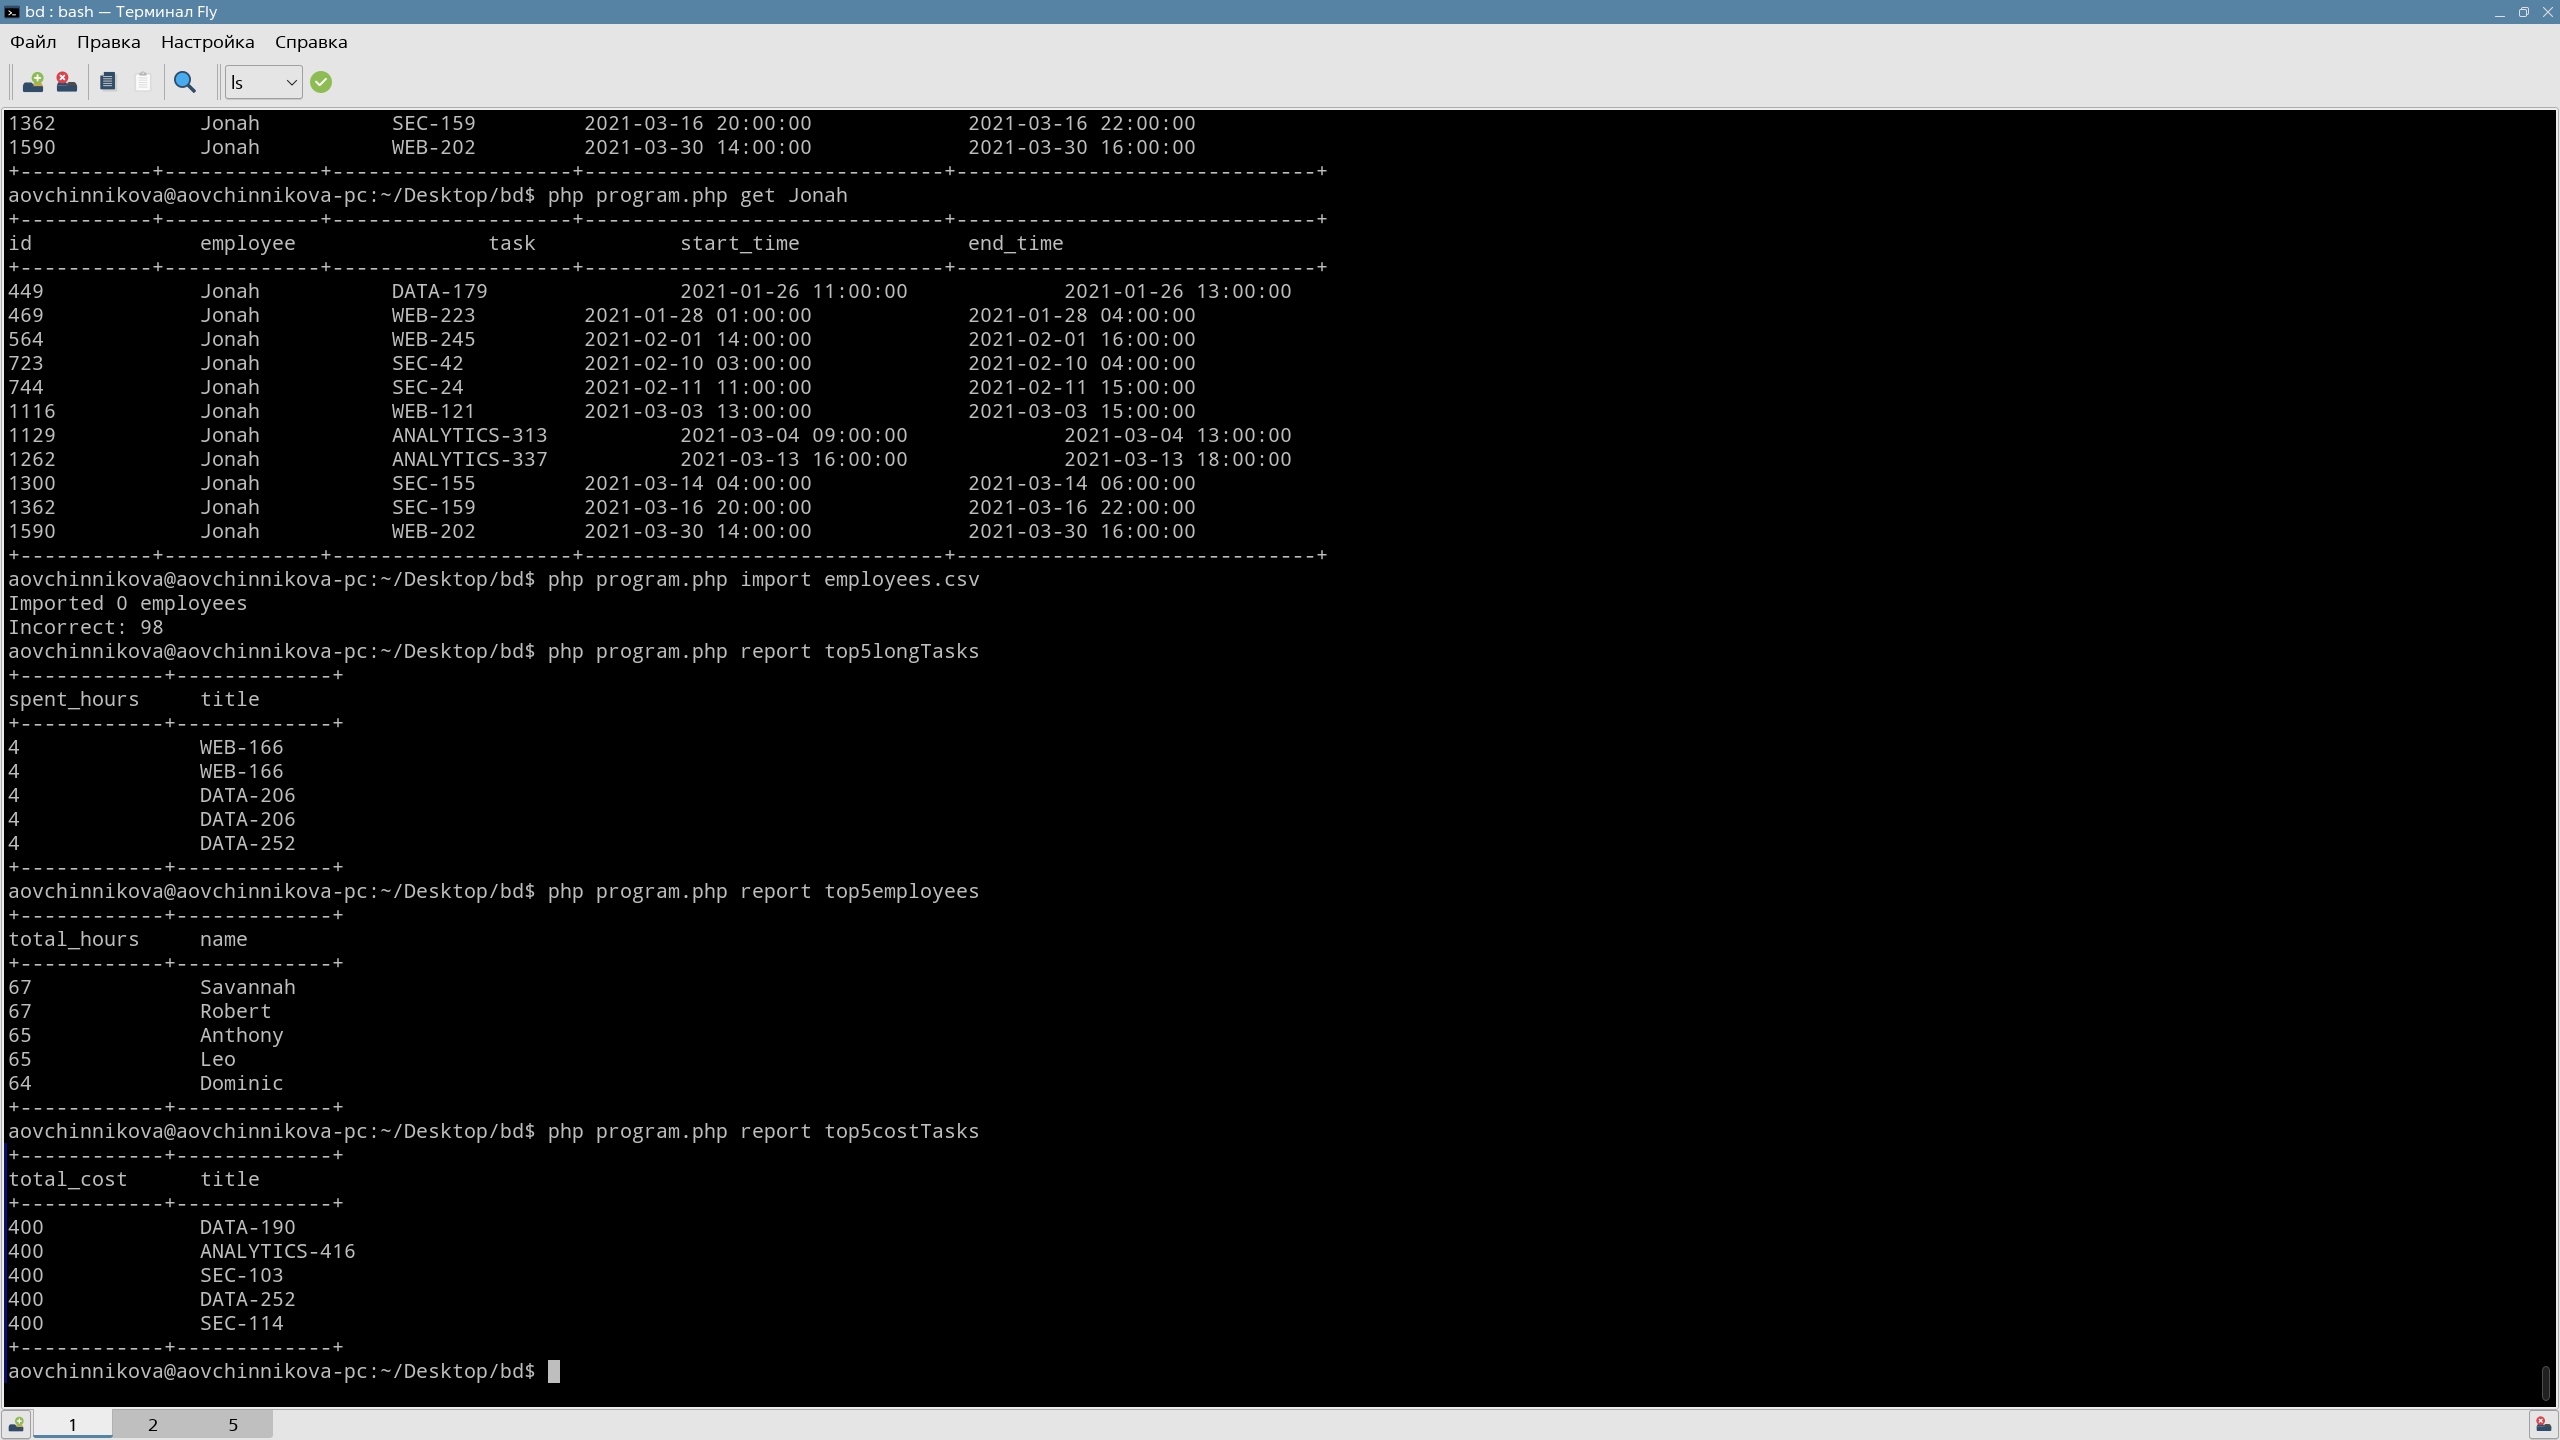 bd : bash — Терминал Fly
Файл Правка Настройка Справка
ls
1362 Jonah SEC-159 2021-03-16 20:00:00 2021-03-16 22:00:00
1590 Jonah WEB-202 2021-03-30 14:00:00 2021-03-30 16:00:00
+-----------+-------------+--------------------+------------------------------+------------------------------+
aovchinnikova@aovchinnikova-pc:~/Desktop/bd$ php program.php get Jonah
+-----------+-------------+--------------------+------------------------------+------------------------------+
id employee task start_time end_time
+-----------+-------------+--------------------+------------------------------+------------------------------+
449 Jonah DATA-179 2021-01-26 11:00:00 2021-01-26 13:00:00
469 Jonah WEB-223 2021-01-28 01:00:00 2021-01-28 04:00:00
564 Jonah WEB-245 2021-02-01 14:00:00 2021-02-01 16:00:00
723 Jonah SEC-42 2021-02-10 03:00:00 2021-02-10 04:00:00
744 Jonah SEC-24 2021-02-11 11:00:00 2021-02-11 15:00:00
1116 Jonah WEB-121 2021-03-03 13:00:00 2021-03-03 15:00:00
1129 Jonah ANALYTICS-313 2021-03-04 09:00:00 2021-03-04 13:00:00
1262 Jonah ANALYTICS-337 2021-03-13 16:00:00 2021-03-13 18:00:00
1300 Jonah SEC-155 2021-03-14 04:00:00 2021-03-14 06:00:00
1362 Jonah SEC-159 2021-03-16 20:00:00 2021-03-16 22:00:00
1590 Jonah WEB-202 2021-03-30 14:00:00 2021-03-30 16:00:00
+-----------+-------------+--------------------+------------------------------+------------------------------+
aovchinnikova@aovchinnikova-pc:~/Desktop/bd$ php program.php import employees.csv
Imported 0 employees
Incorrect: 98
aovchinnikova@aovchinnikova-pc:~/Desktop/bd$ php program.php report top5longTasks
+------------+-------------+
spent_hours title
+------------+-------------+
4 WEB-166
4 WEB-166
4 DATA-206
4 DATA-206
4 DATA-252
+------------+-------------+
aovchinnikova@aovchinnikova-pc:~/Desktop/bd$ php program.php report top5employees
+------------+-------------+
total_hours name
+------------+-------------+
67 Savannah
67 Robert
65 Anthony
65 Leo
64 Dominic
+------------+-------------+
aovchinnikova@aovchinnikova-pc:~/Desktop/bd$ php program.php report top5costTasks
+------------+-------------+
total_cost title
+------------+-------------+
400 DATA-190
400 ANALYTICS-416
400 SEC-103
400 DATA-252
400 SEC-114
+------------+-------------+
aovchinnikova@aovchinnikova-pc:~/Desktop/bd$
1 2 5